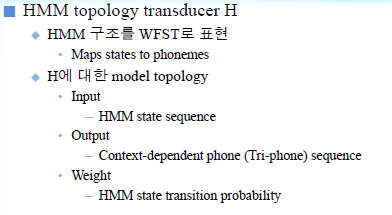 HMM topology transducer H
HMM 구조를 WFST로 표현
Maps states to phonemes
H에 대한 model topology
Input
– HMM state sequence
Output
– Context-dependent phone (Tri-phone) sequence
Weight
– HMM state transition probability